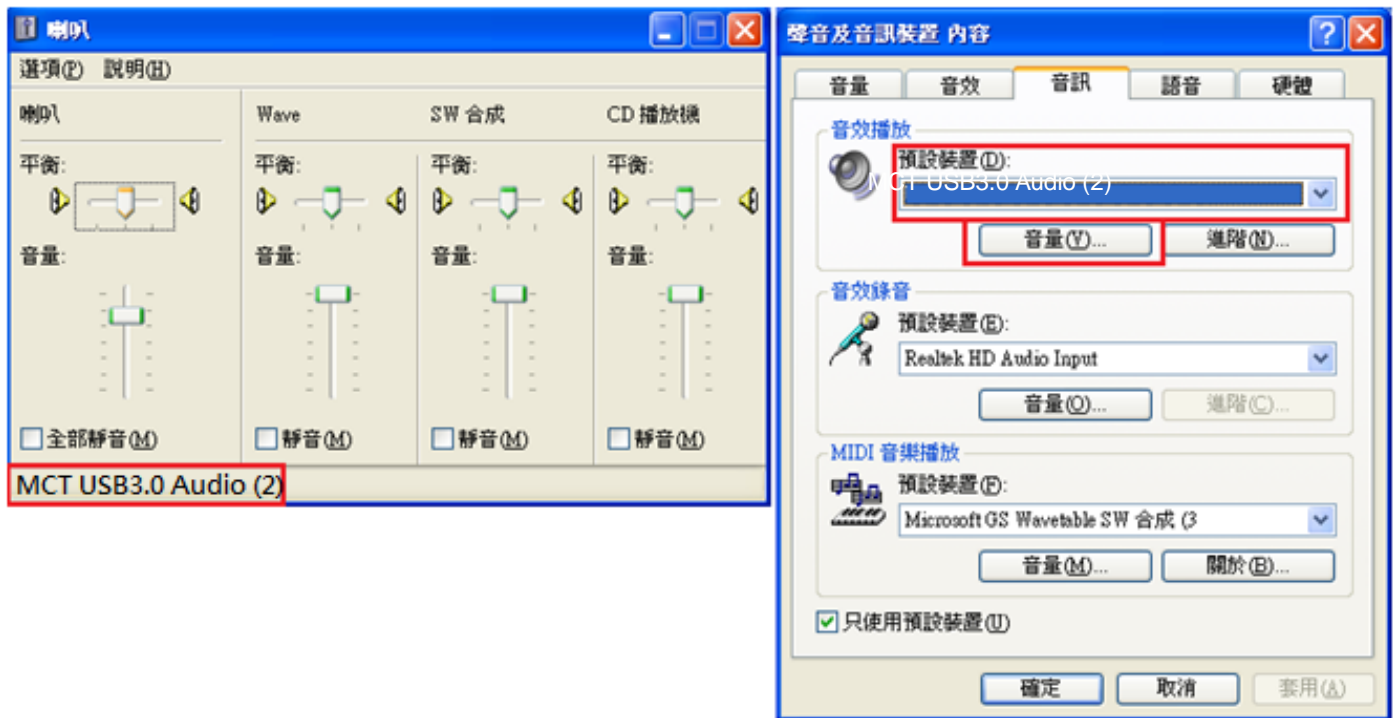 喇叭
選項(P) 說明(H)
喇叭
Wave
SW 合成
CD 播放機
平衡:
平衡:
平衡:
平衡:
音量:
音量:
音量:
音量:
全部靜音(M)
靜音(M)
靜音(M)
靜音(M)
MCT USB3.0 Audio (2)
聲音及音訊裝置 內容
音量
音效
音訊
語音
硬體
音效播放
預設裝置(D):
MCT USB3.0 Audio (2)
音量(V)...
進階(N)...
音效錄音
預設裝置(E):
Realtek HD Audio Input
音量(O)...
進階(C)...
MIDI 音樂播放
預設裝置(F):
Microsoft GS Wavetable SW 合成 (3
音量(M)...
關於(B)...
只使用預設裝置(U)
確定
取消
套用(A)